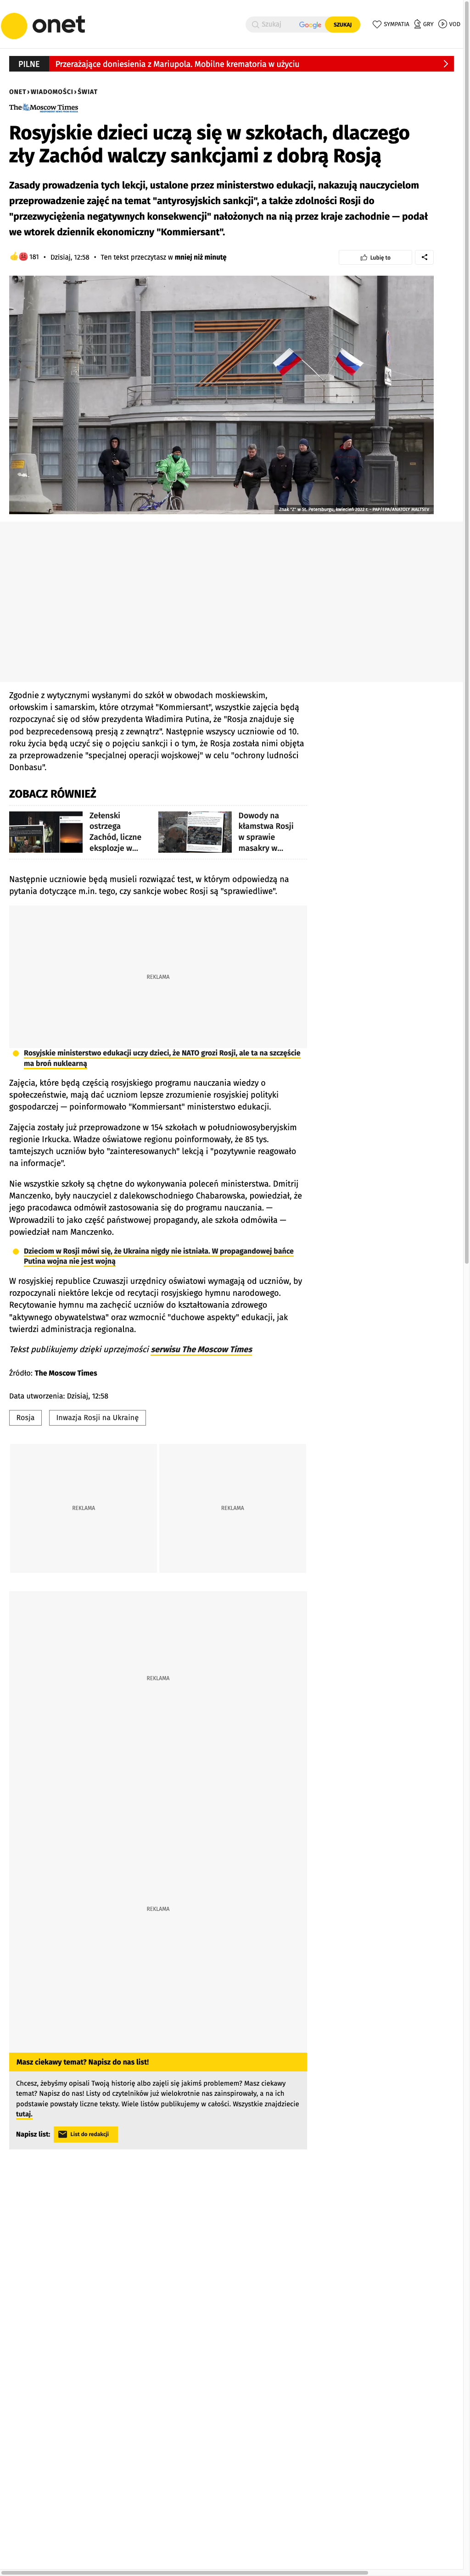 onet
Szukaj
Google
SZUKAJ
SYMPATIA
GRY
VOD
PILNE
Przerażające doniesienia z Mariupola. Mobilne krematoria w użyciu
ONET › WIADOMOŚCI › ŚWIAT
The Moscow Times
Rosyjskie dzieci uczą się w szkołach, dlaczego
zły Zachód walczy sankcjami z dobrą Rosją
Zasady prowadzenia tych lekcji, ustalone przez ministerstwo edukacji, nakazują nauczycielom
przeprowadzenie zajęć na temat "antyrosyjskich sankcji", a także zdolności Rosji do
"przezwyciężenia negatywnych konsekwencji" nałożonych na nią przez kraje zachodnie — podał
we wtorek dziennik ekonomiczny "Kommiersant".
181 • Dzisiaj, 12:58 • Ten tekst przeczytasz w mniej niż minutę
Lubię to
Znak "Z" w St. Petersburgu, kwiecień 2022 r. - PAP/EPA/ANATOLY MALTSEV
Zgodnie z wytycznymi wysłanymi do szkół w obwodach moskiewskim,
orłowskim i samarskim, które otrzymał "Kommiersant", wszystkie zajęcia będą
rozpoczynać się od słów prezydenta Władimira Putina, że "Rosja znajduje się
pod bezprecedensową presją z zewnątrz". Następnie wszyscy uczniowie od 10.
roku życia będą uczyć się o pojęciu sankcji i o tym, że Rosja została nimi objęta
za przeprowadzenie "specjalnej operacji wojskowej" w celu "ochrony ludności
Donbasu".
ZOBACZ RÓWNIEŻ
Zełenski
ostrzega
Zachód, liczne
eksplozje w...
Dowody na
kłamstwa Rosji
w sprawie
masakry w...
Następnie uczniowie będą musieli rozwiązać test, w którym odpowiedzą na
pytania dotyczące m.in. tego, czy sankcje wobec Rosji są "sprawiedliwe".
REKLAMA
Rosyjskie ministerstwo edukacji uczy dzieci, że NATO grozi Rosji, ale ta na szczęście
ma broń nuklearną
Zajęcia, które będą częścią rosyjskiego programu nauczania wiedzy o
społeczeństwie, mają dać uczniom lepsze zrozumienie rosyjskiej polityki
gospodarczej — poinformowało "Kommiersant" ministerstwo edukacji.
Zajęcia zostały już przeprowadzone w 154 szkołach w południowosyberyjskim
regionie Irkucka. Władze oświatowe regionu poinformowały, że 85 tys.
tamtejszych uczniów było "zainteresowanych" lekcją i "pozytywnie reagowało
na informacje".
Nie wszystkie szkoły są chętne do wykonywania poleceń ministerstwa. Dmitrij
Manczenko, były nauczyciel z dalekowschodniego Chabarowska, powiedział, że
jego pracodawca odmówił zastosowania się do programu nauczania. —
Wprowadzili to jako część państwowej propagandy, ale szkoła odmówiła —
powiedział nam Manczenko.
Dzieciom w Rosji mówi się, że Ukraina nigdy nie istniała. W propagandowej bańce
Putina wojna nie jest wojną
W rosyjskiej republice Czuwaszji urzędnicy oświatowi wymagają od uczniów, by
rozpoczynali niektóre lekcje od recytacji rosyjskiego hymnu narodowego.
Recytowanie hymnu ma zachęcić uczniów do kształtowania zdrowego
"aktywnego obywatelstwa" oraz wzmocnić "duchowe aspekty" edukacji, jak
twierdzi administracja regionalna.
Tekst publikujemy dzięki uprzejmości serwisu The Moscow Times
Źródło: The Moscow Times
Data utworzenia: Dzisiaj, 12:58
Rosja
Inwazja Rosji na Ukrainę
REKLAMA
REKLAMA
REKLAMA
REKLAMA
Masz ciekawy temat? Napisz do nas list!
Chcesz, żebyśmy opisali Twoją historię albo zajęli się jakimś problemem? Masz ciekawy
temat? Napisz do nas! Listy od czytelników już wielokrotnie nas zainspirowały, a na ich
podstawie powstały liczne teksty. Wiele listów publikujemy w całości. Wszystkie znajdziecie
tutaj.
Napisz list:
List do redakcji